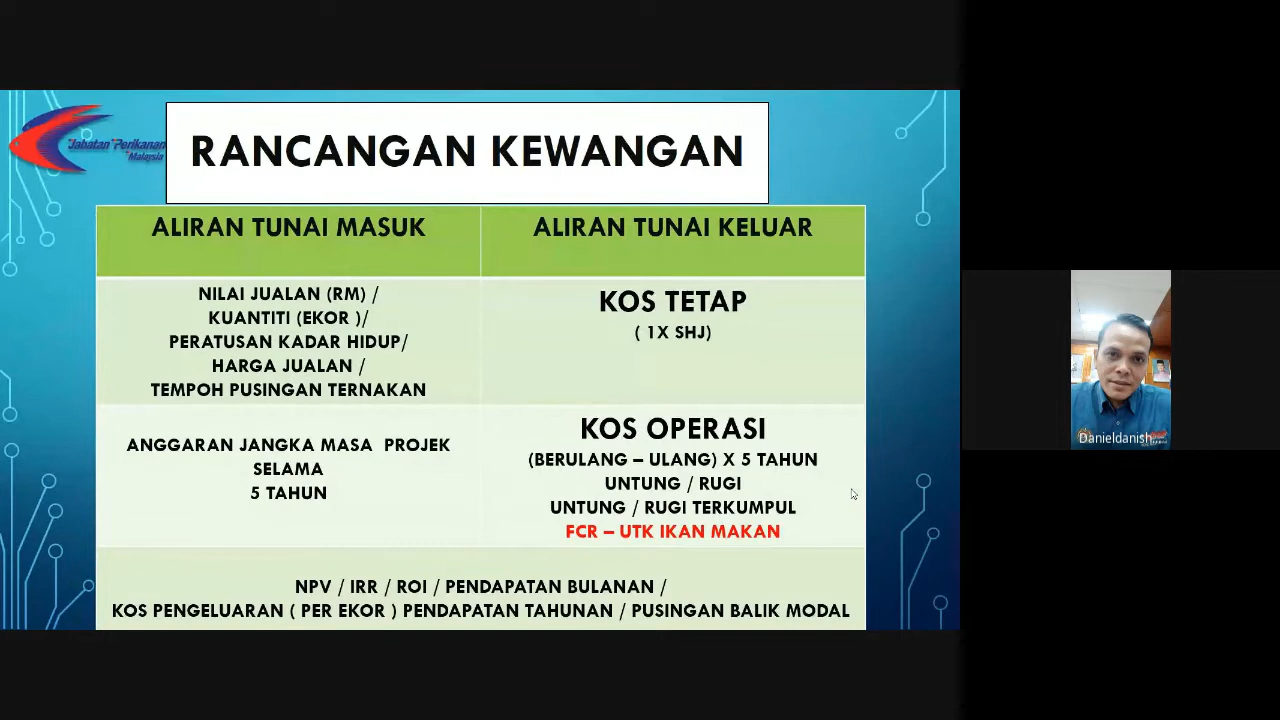 Jabatan Perikanan
Malaysia
RANCANGAN KEWANGAN
ALIRAN TUNAI MASUK
ALIRAN TUNAI KELUAR
NILAI JUALAN (RM) /
KUANTITI (EKOR )/
PERATUSAN KADAR HIDUP/
HARGA JUALAN /
TEMPOH PUSINGAN TERNAKAN
KOS TETAP
( 1X SHJ)
ANGGARAN JANGKA MASA PROJEK
SELAMA
5 TAHUN
KOS OPERASI
(BERULANG – ULANG) X 5 TAHUN
UNTUNG / RUGI
UNTUNG / RUGI TERKUMPUL
FCR – UTK IKAN MAKAN
NPV / IRR / ROI / PENDAPATAN BULANAN /
KOS PENGELUARAN ( PER EKOR ) PENDAPATAN TAHUNAN / PUSINGAN BALIK MODAL
Danieldanish